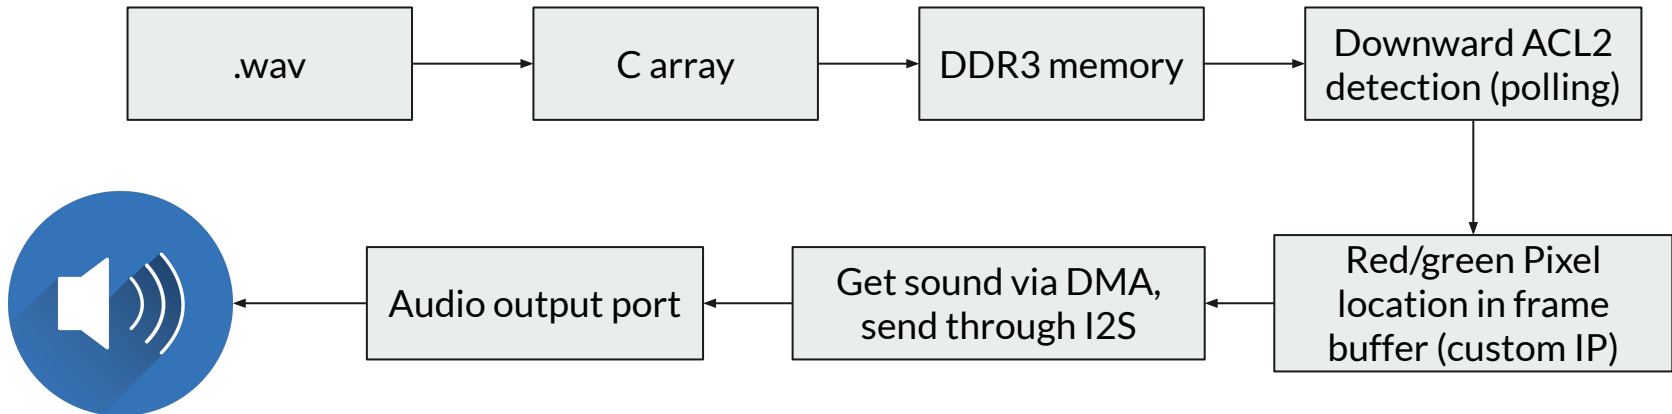 .wav
C array
DDR3 memory
Downward ACL2
detection (polling)
Red/green Pixel
location in frame
buffer (custom IP)
Get sound via DMA,
send through I2S
Audio output port